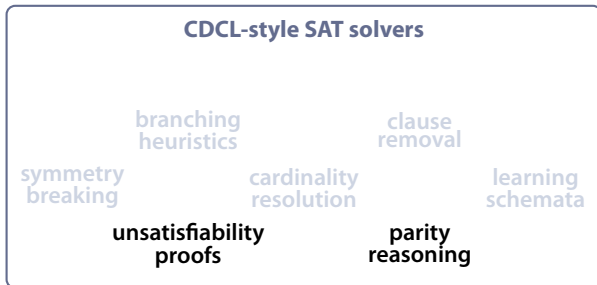 CDCL-style SAT solvers
branching
heuristics
clause
removal
symmetry
breaking
cardinality
resolution
learning
schemata
unsatisfiability
proofs
parity
reasoning